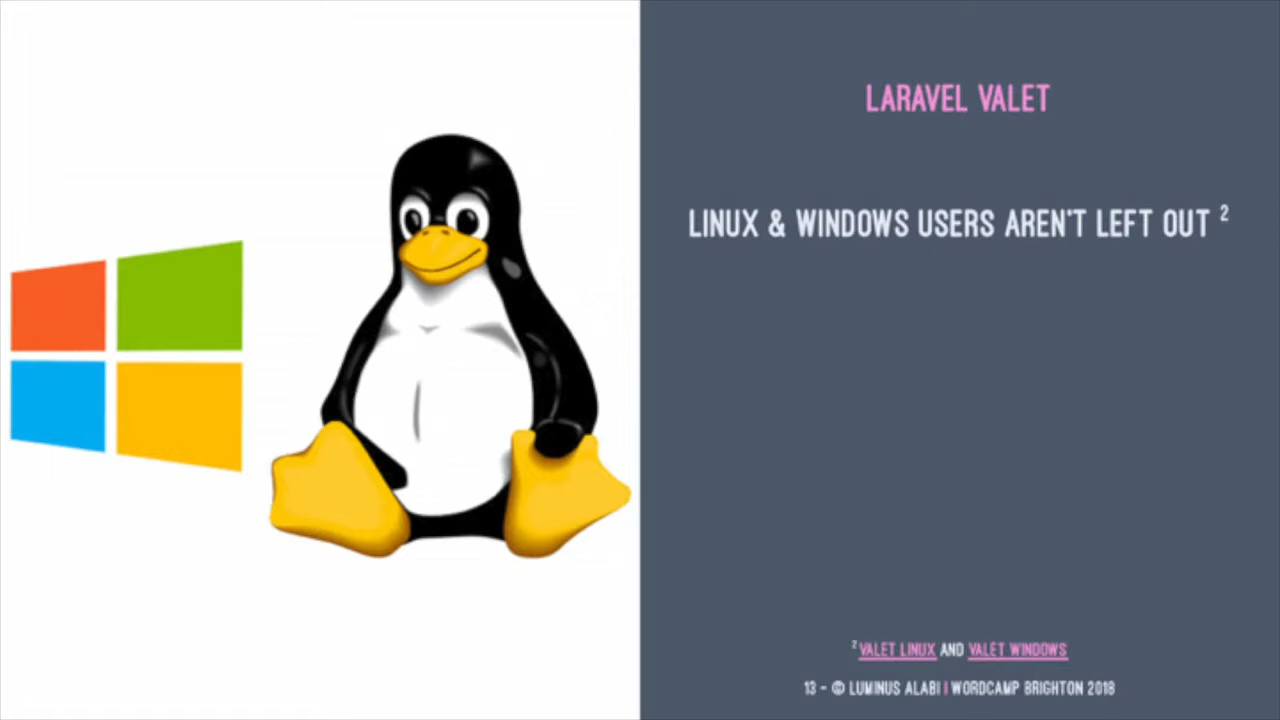 LARAVEL VALET
LINUX & WINDOWS USERS AREN'T LEFT OUT ²
² VALET LINUX AND VALET WINDOWS
13 - © LUMINUS ALABI | WORDCAMP BRIGHTON 2018